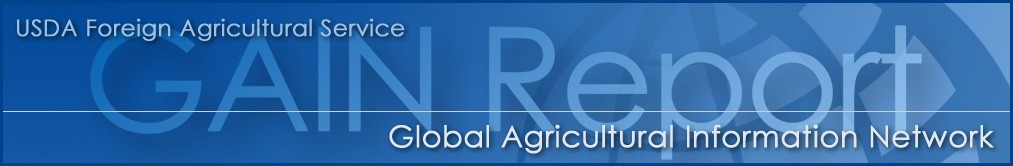 USDA Foreign Agricultural Service
GAIN Report
Global Agricultural Information Network